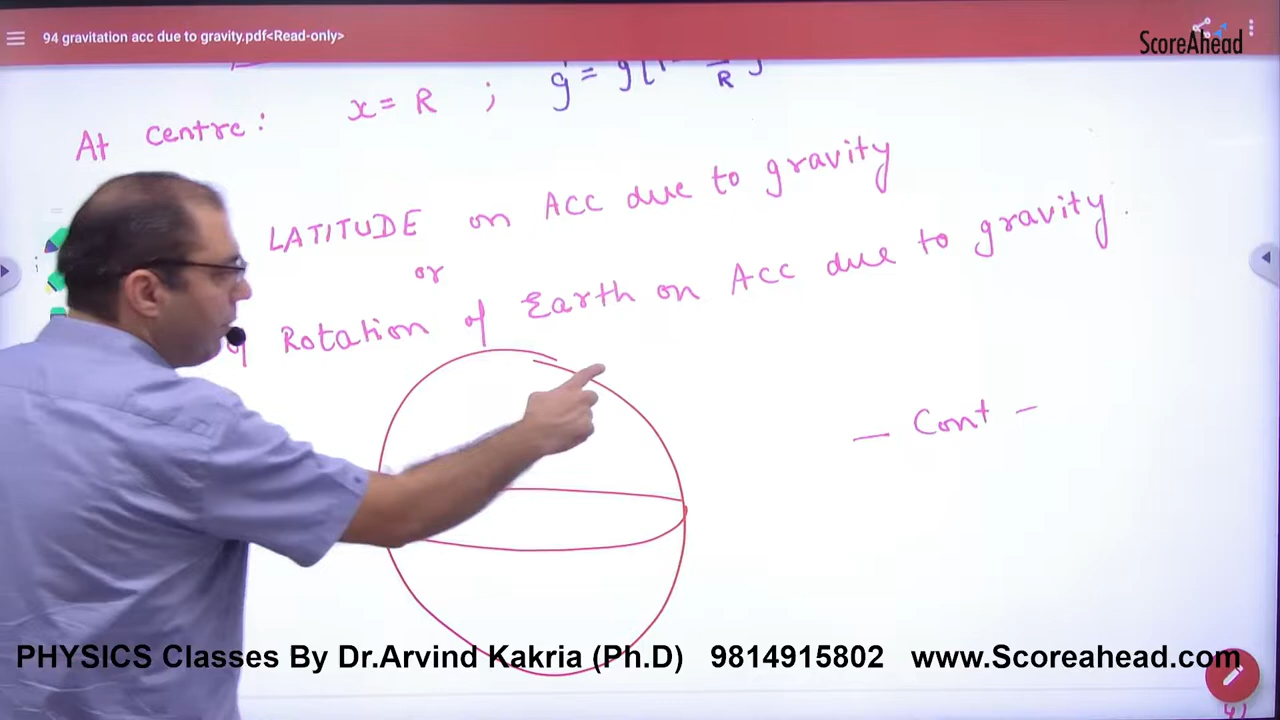 94 gravitation acc due to gravity.pdf<Read-only>
ScoreAhead
At centre: x = R ; g' = g[1 - —/R]
LATITUDE on Acc due to gravity
or
of Rotation of Earth on Acc due to gravity.
— Cont —
PHYSICS Classes By Dr.Arvind Kakria (Ph.D) 9814915802 www.Scoreahead.com